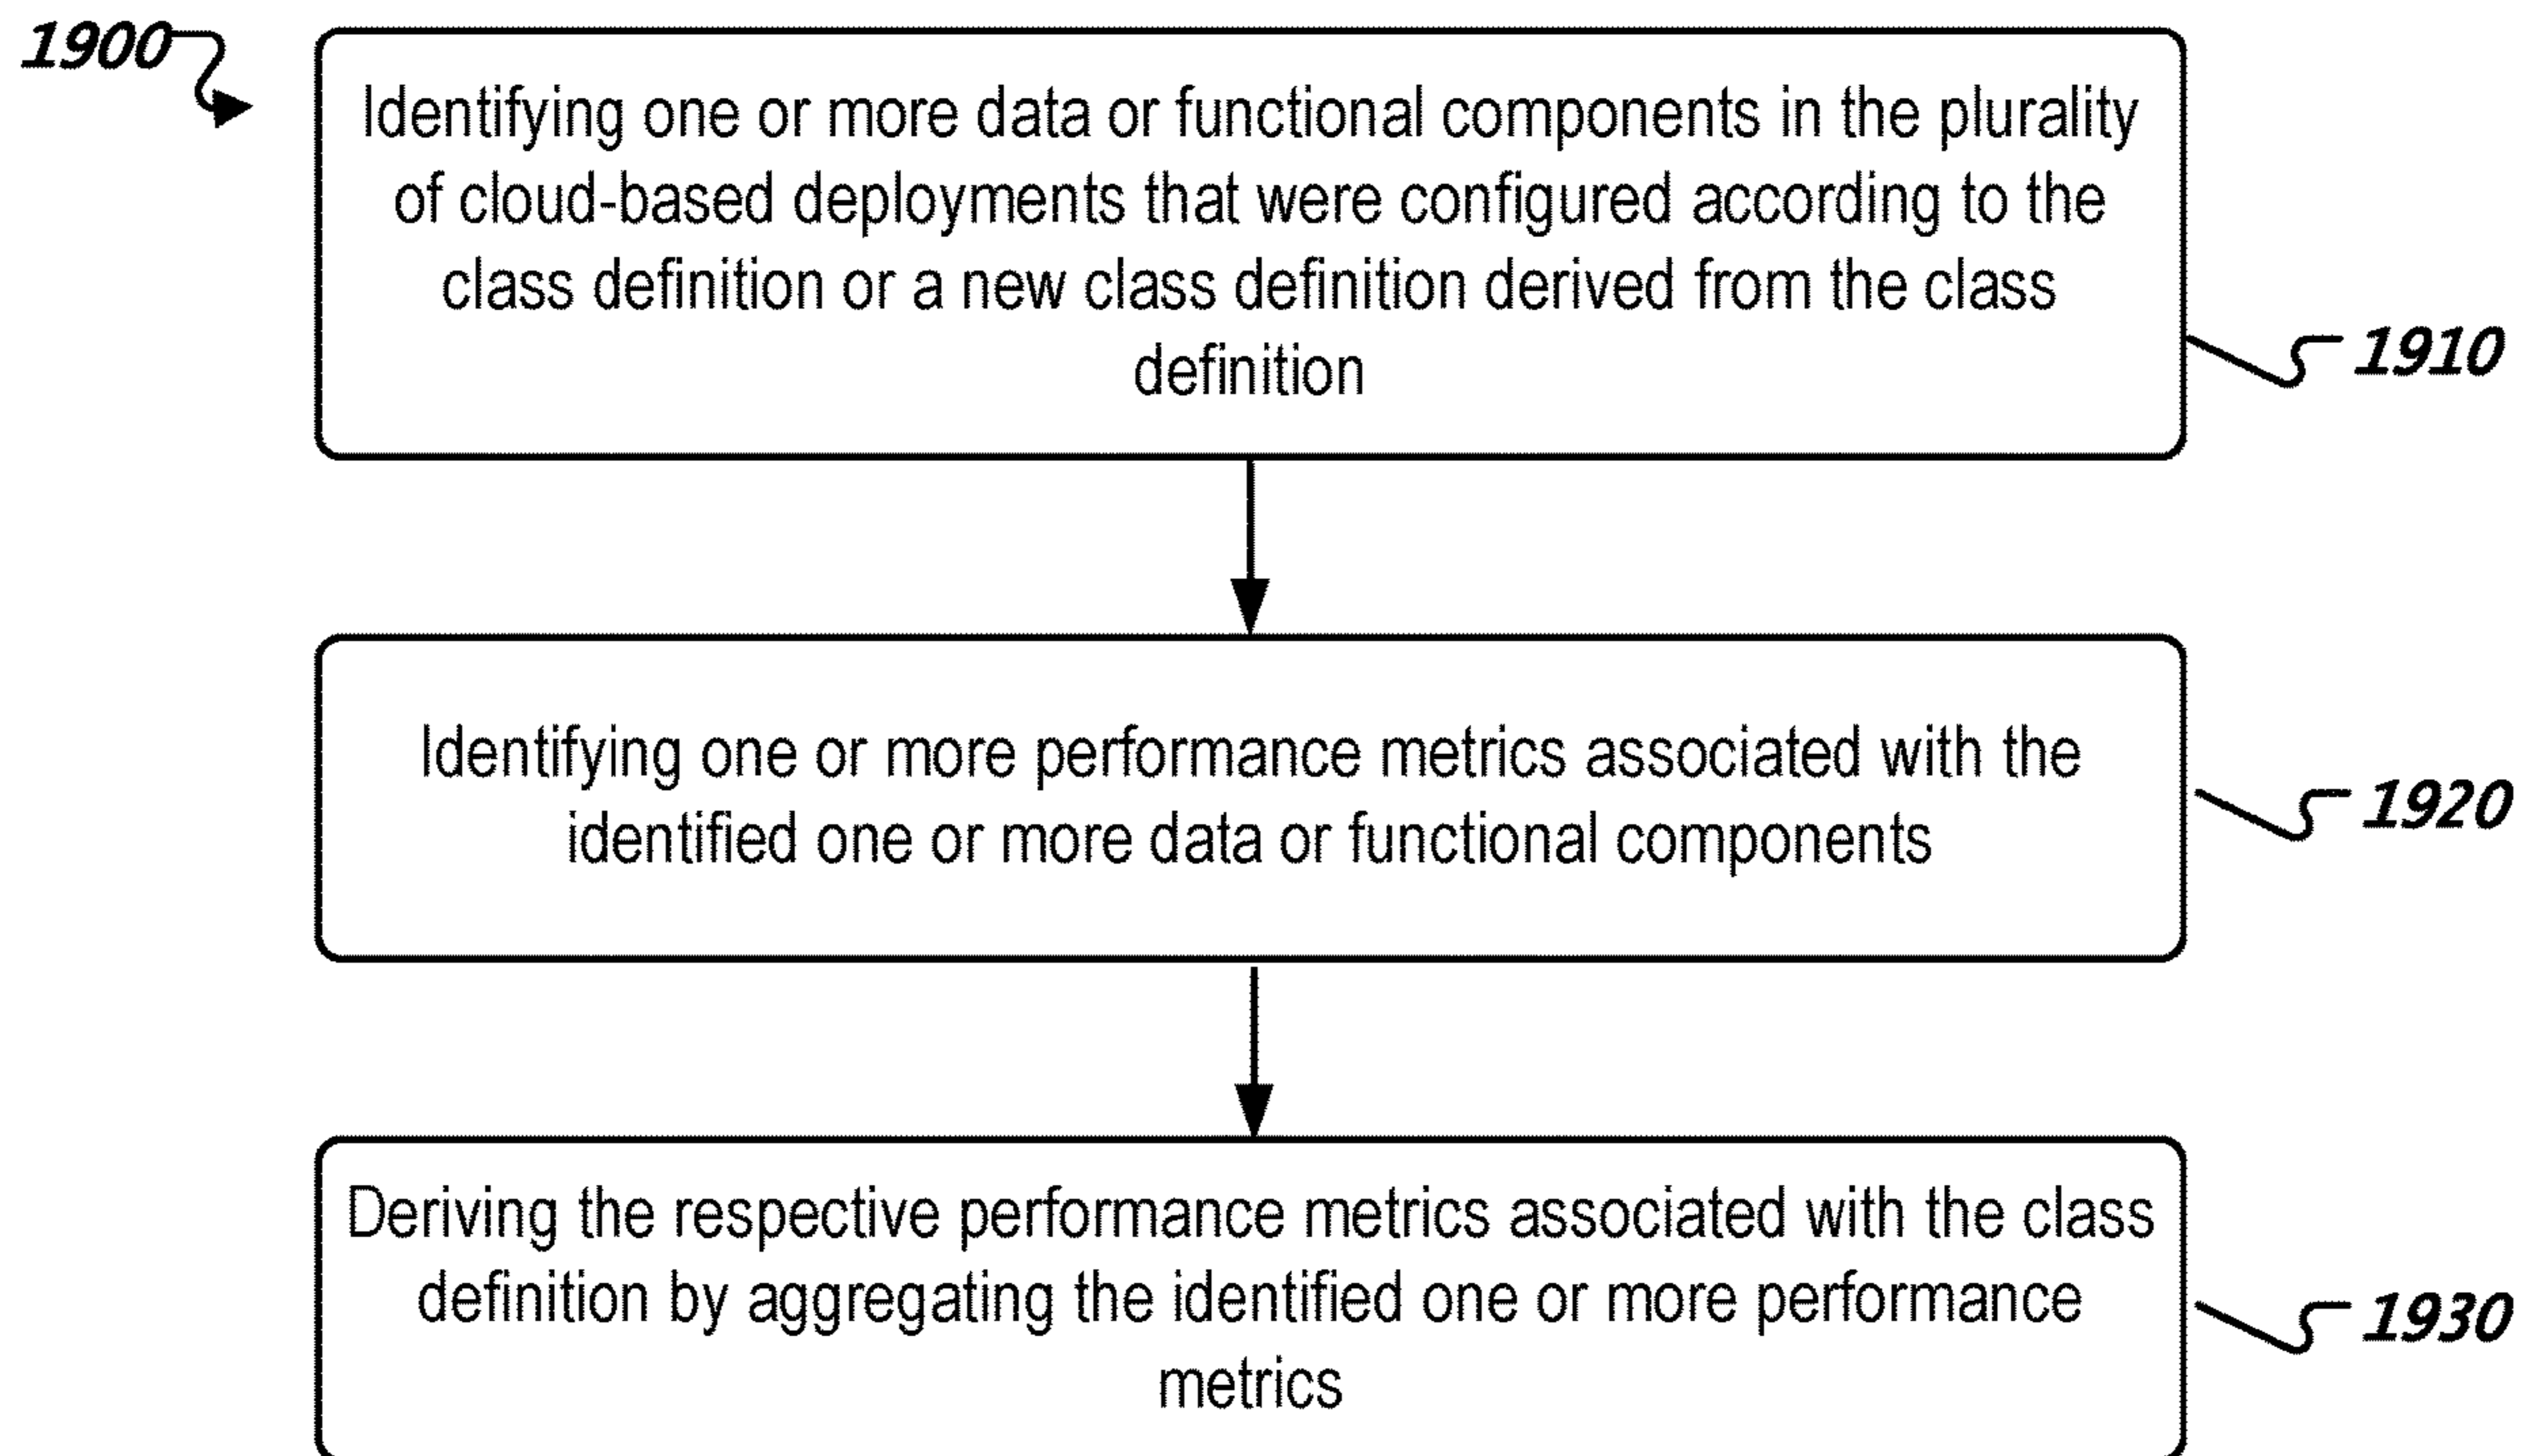 1900
Identifying one or more data or functional components in the plurality
of cloud-based deployments that were configured according to the
class definition or a new class definition derived from the class
definition
1910
Identifying one or more performance metrics associated with the
identified one or more data or functional components
1920
Deriving the respective performance metrics associated with the class
definition by aggregating the identified one or more performance
metrics
1930